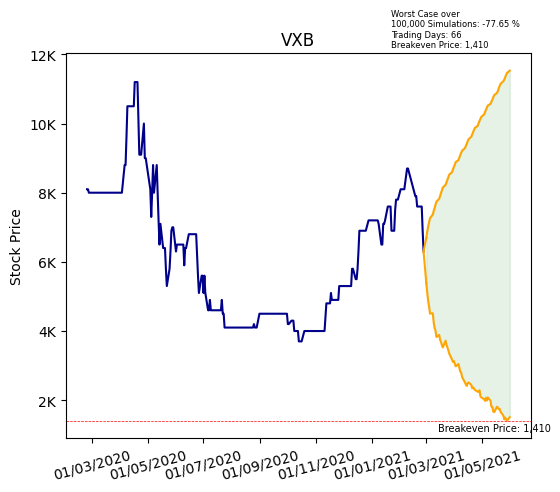 Worst Case over
100,000 Simulations: -77.65 %
Trading Days: 66
Breakeven Price: 1,410
VXB
12K
10K
8K
6K
4K
2K
Stock Price
Breakeven Price: 1,410
01/03/2020 01/05/2020 01/07/2020 01/09/2020 01/11/2020 01/01/2021 01/03/2021 01/05/2021